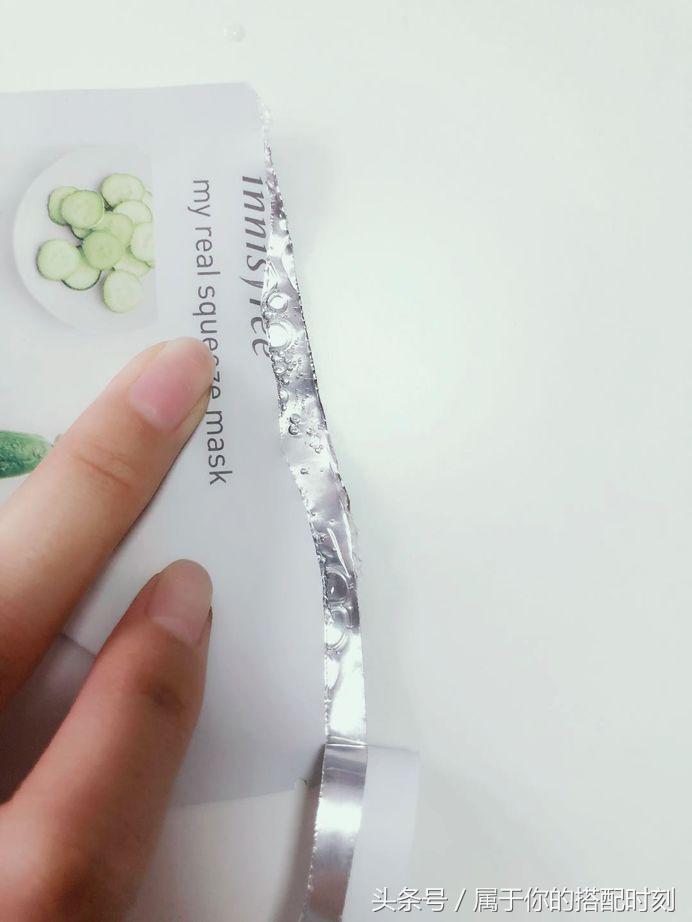 innisfree
my real squeeze mask
头条号 / 属于你的搭配时刻